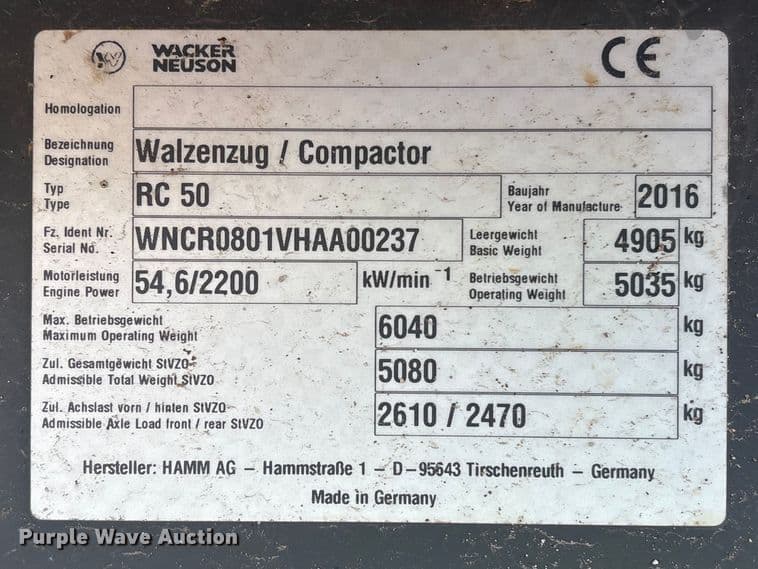 WACKER
NEUSON
CE
Homologation
Bezeichnung
Designation
Walzenzug / Compactor
Typ
Type
RC 50
Baujahr
Year of Manufacture
2016
Fz. Ident Nr.
Serial No.
WNCR0801VHAA00237
Leergewicht
Basic Weight
4905 kg
Motorleistung
Engine Power
54,6/2200 kW/min⁻¹
Betriebsgewicht
Operating Weight
5035 kg
Max. Betriebsgewicht
Maximum Operating Weight
6040 kg
Zul. Gesamtgewicht StVZO
Admissible Total Weight StVZO
5080 kg
Zul. Achslast vorn / hinten StVZO
Admissible Axle Load front / rear StVZO
2610 / 2470 kg
Hersteller: HAMM AG – Hammstraße 1 – D–95643 Tirschenreuth – Germany
Made in Germany
Purple Wave Auction